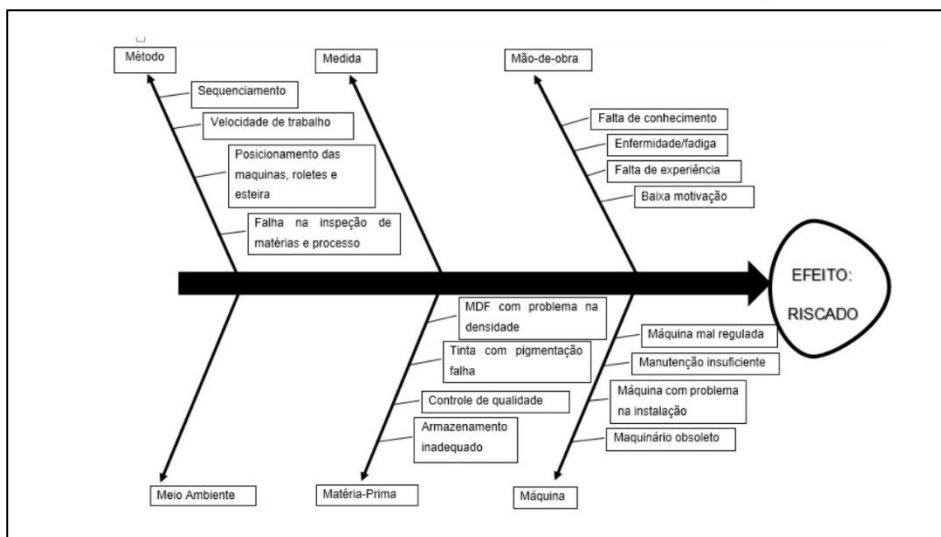 Método
Medida
Mão-de-obra
Sequenciamento
Velocidade de trabalho
Posicionamento das
maquinas, roletes e
esteira
Falha na inspeção de
matérias e processo
Falta de conhecimento
Enfermidade/fadiga
Falta de experiência
Baixa motivação
EFEITO:
RISCADO
MDF com problema na
densidade
Tinta com pigmentação
falha
Controle de qualidade
Armazenamento
inadequado
Máquina mal regulada
Manutenção insuficiente
Máquina com problema
na instalação
Maquinário obsoleto
Meio Ambiente
Matéria-Prima
Máquina